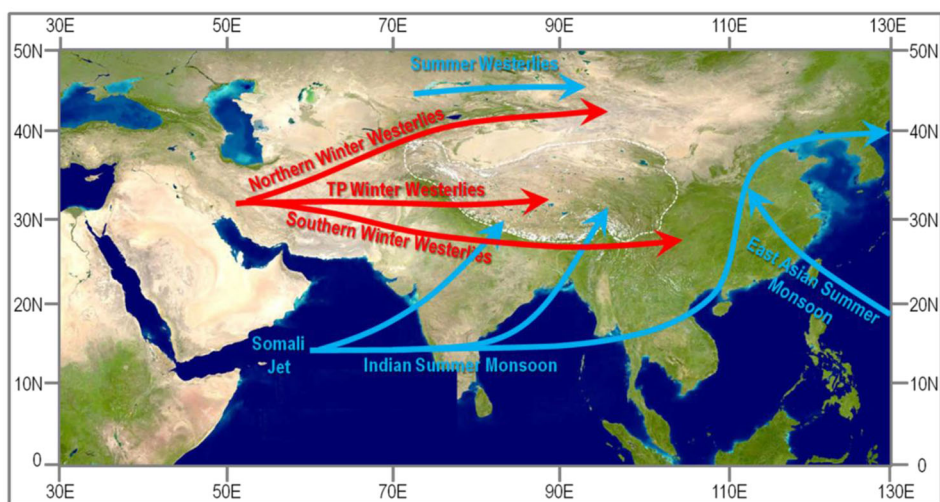 30E 50E 70E 90E 110E 130E
50N 50N
Summer Westerlies
40N 40N
Northern Winter Westerlies
TP Winter Westerlies
30N 30N
Southern Winter Westerlies
East Asian Summer
Monsoon
20N 20N
Somali
Jet
Indian Summer Monsoon
10N 10N
0 0
30E 50E 70E 90E 110E 130E